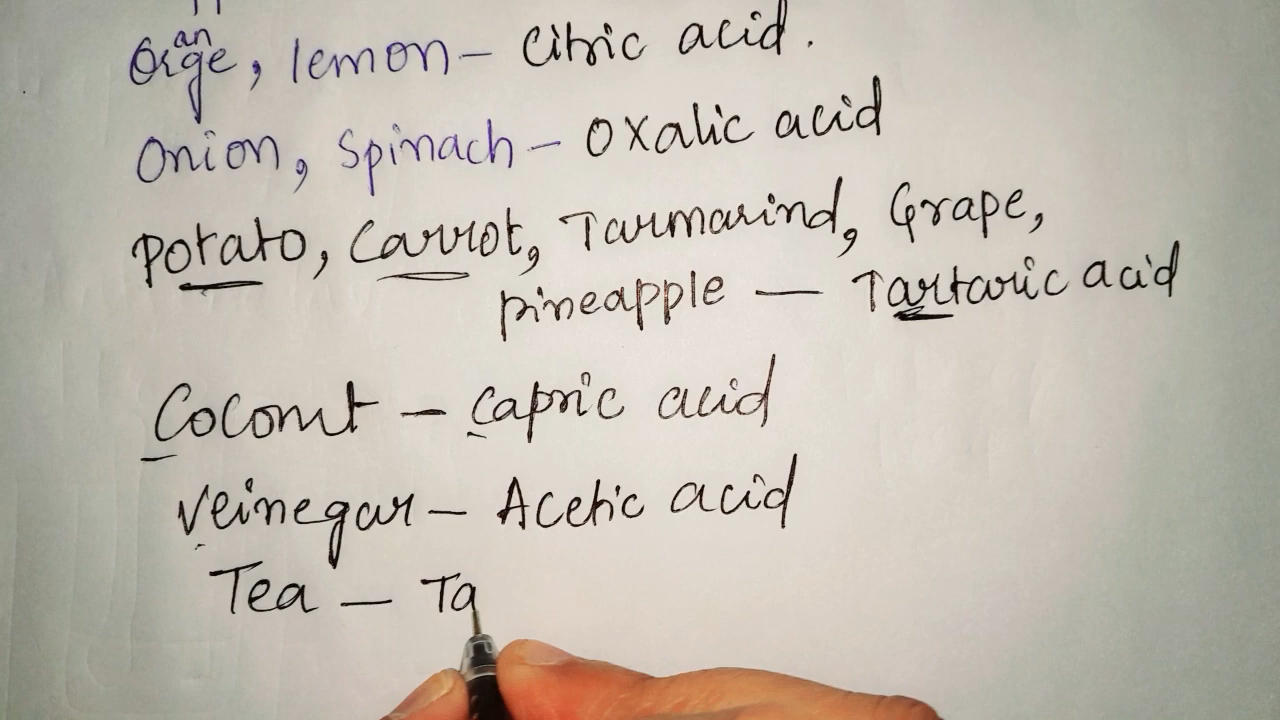 Orange, lemon – Citric acid.
Onion, Spinach – Oxalic acid
Potato, Carrot, Tarmarind, Grape,
pineapple — Tartaric acid
Coconut – Capric acid
Veinegar – Acetic acid
Tea — Ta